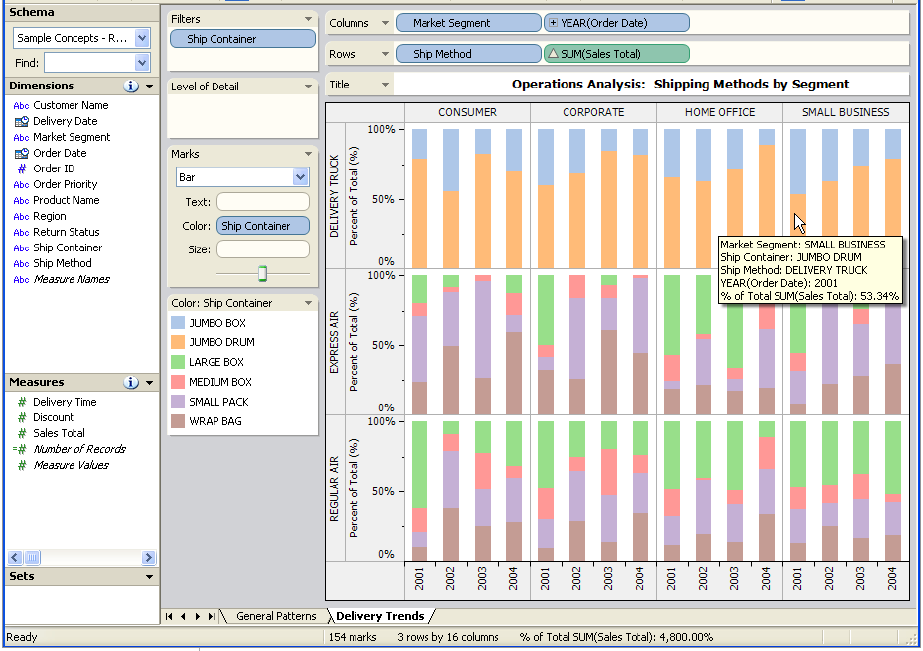 Schema
Sample Concepts - R...
Find:
Dimensions
Abc Customer Name
Delivery Date
Abc Market Segment
Order Date
# Order ID
Abc Order Priority
Abc Product Name
Abc Region
Abc Return Status
Abc Ship Container
Abc Ship Method
Abc Measure Names
Measures
# Delivery Time
# Discount
# Sales Total
=# Number of Records
# Measure Values
Sets
Filters
Ship Container
Level of Detail
Marks
Bar
Text:
Color: Ship Container
Size:
Color: Ship Container
JUMBO BOX
JUMBO DRUM
LARGE BOX
MEDIUM BOX
SMALL PACK
WRAP BAG
Columns Market Segment YEAR(Order Date)
Rows Ship Method SUM(Sales Total)
Title Operations Analysis: Shipping Methods by Segment
CONSUMER CORPORATE HOME OFFICE SMALL BUSINESS
DELIVERY TRUCK
Percent of Total (%)
100%
50%
0%
Market Segment: SMALL BUSINESS
Ship Container: JUMBO DRUM
Ship Method: DELIVERY TRUCK
YEAR(Order Date): 2001
% of Total SUM(Sales Total): 53.34%
EXPRESS AIR
Percent of Total (%)
100%
50%
0%
REGULAR AIR
Percent of Total (%)
100%
50%
0%
2001 2002 2003 2004 2001 2002 2003 2004 2001 2002 2003 2004 2001 2002 2003 2004
General Patterns Delivery Trends
Ready 154 marks 3 rows by 16 columns % of Total SUM(Sales Total): 4,800.00%